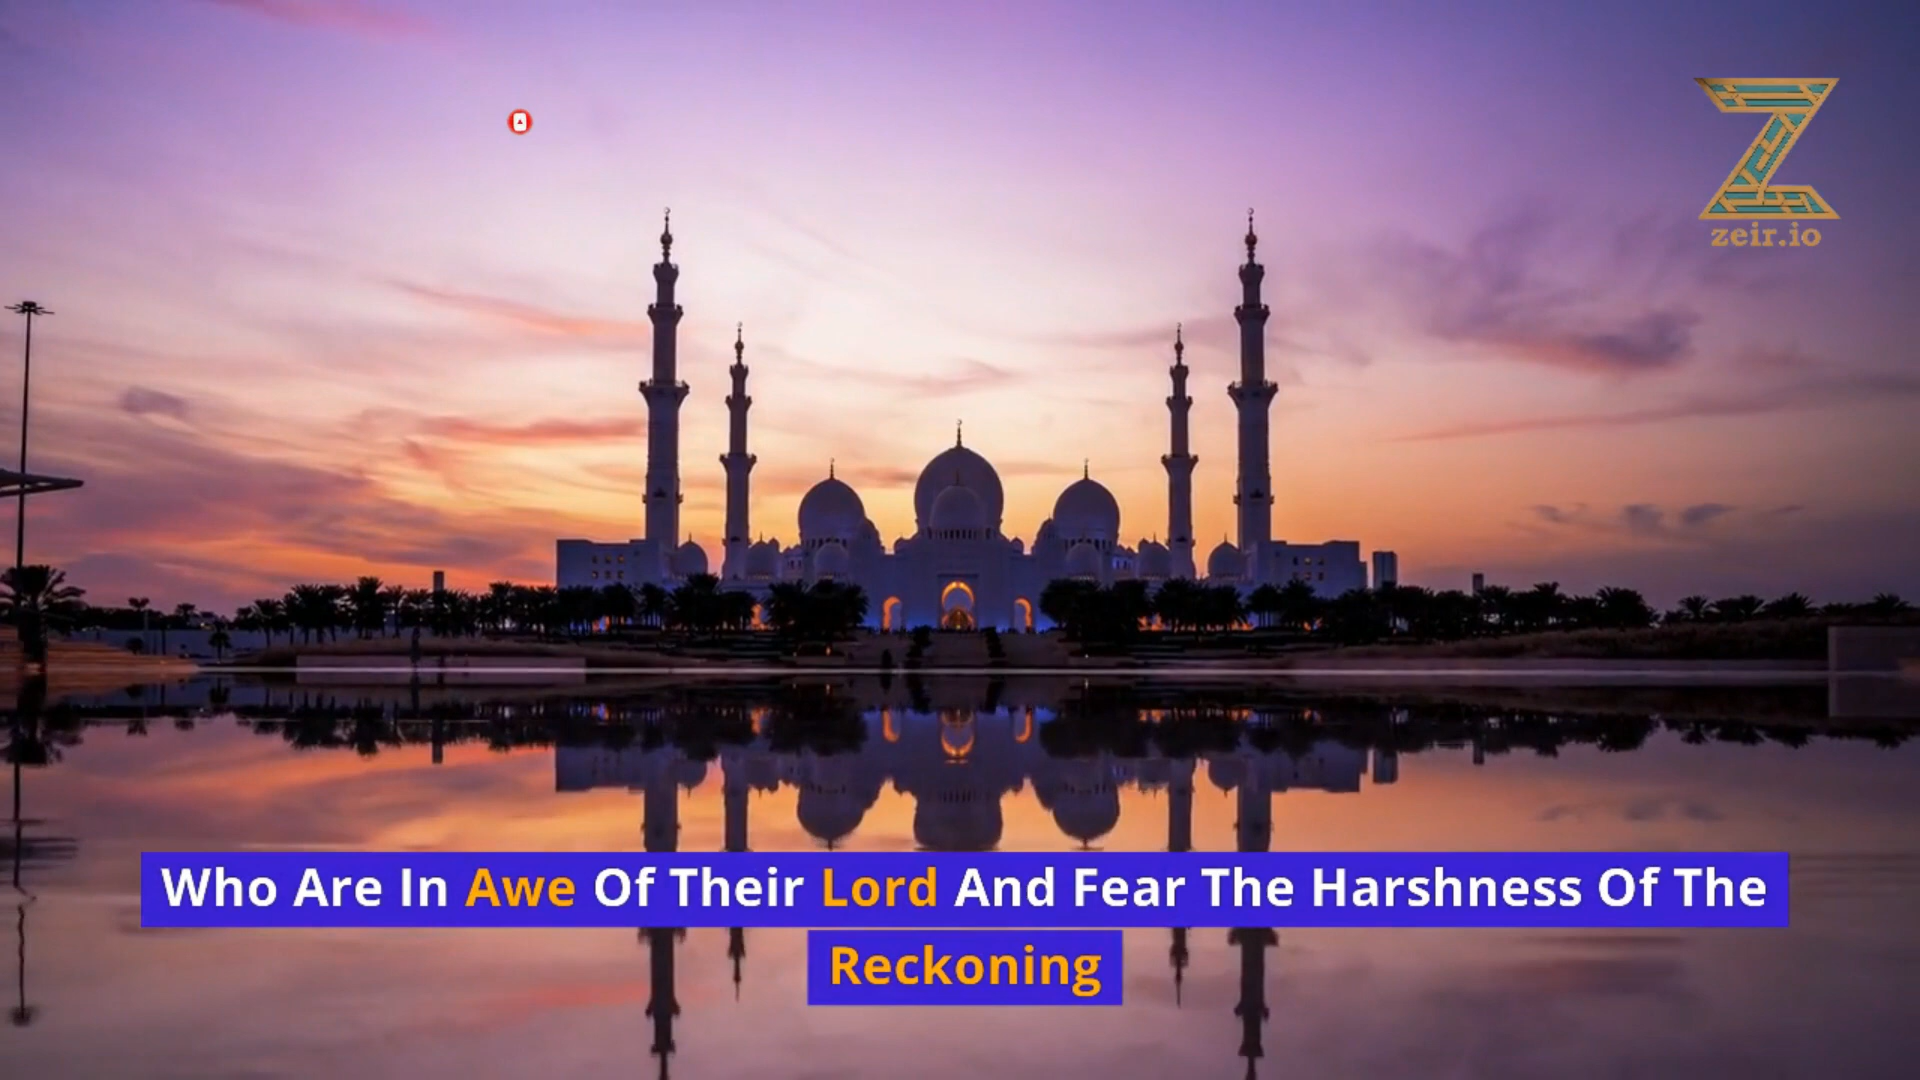 zeir.io
Who Are In Awe Of Their Lord And Fear The Harshness Of The
Reckoning